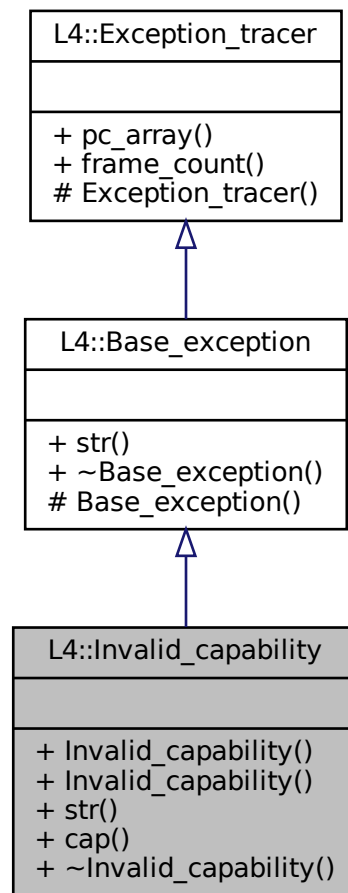 L4::Exception_tracer
+ pc_array()
+ frame_count()
# Exception_tracer()
L4::Base_exception
+ str()
+ ~Base_exception()
# Base_exception()
L4::Invalid_capability
+ Invalid_capability()
+ Invalid_capability()
+ str()
+ cap()
+ ~Invalid_capability()